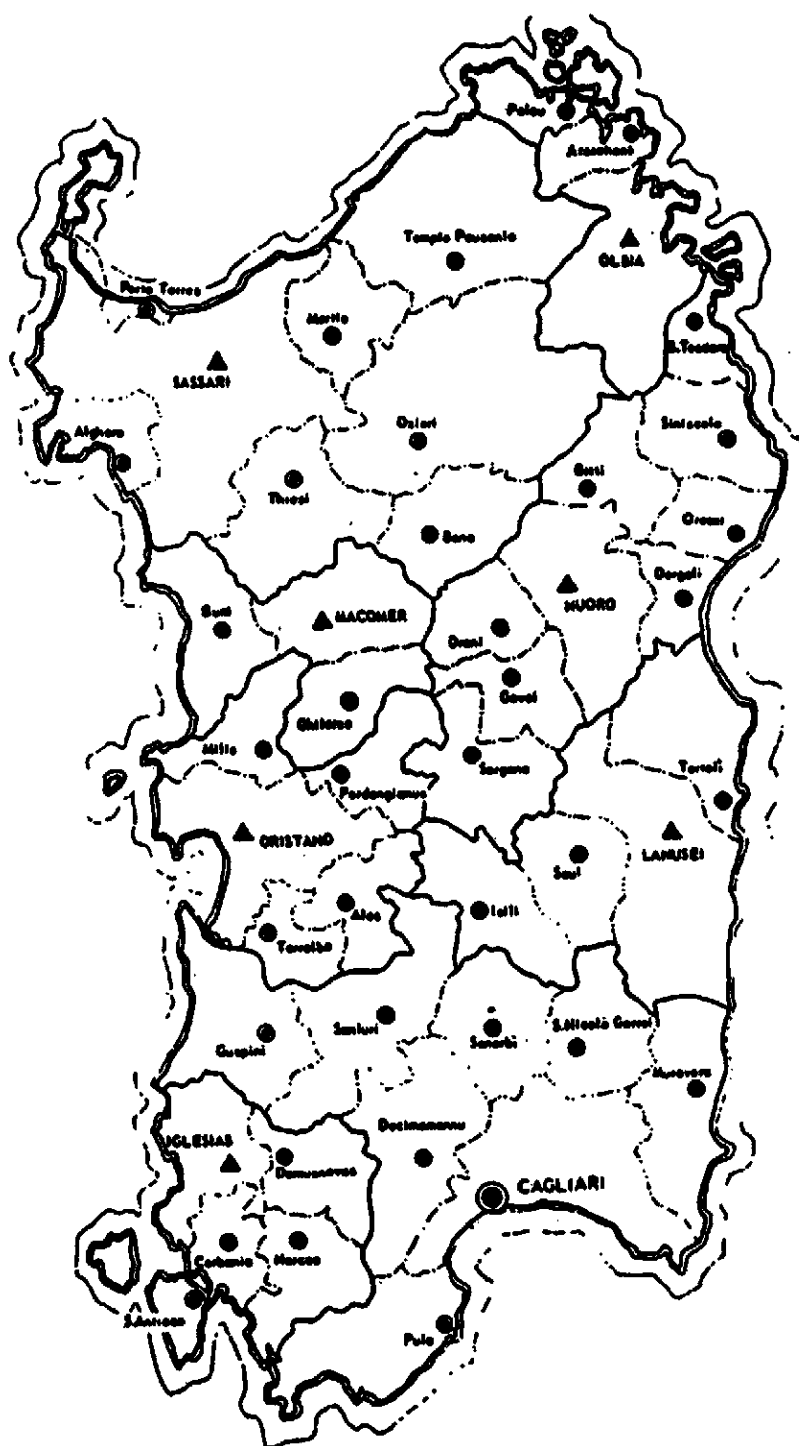 Palau
Arzachena
Tempio Pausania
OLBIA
Porto Torres
Martis
S.Teodoro
SASSARI
Alghero
Ozieri
Siniscola
Thiesi
Bitti
Orosei
Bono
Dorgali
NUORO
MACOMER
Orani
Gavoi
Ghilarza
Milis
Sorgono
Tortolì
Fordongianus
ORISTANO
LANUSEI
Seui
Ales
Isili
Terralba
Sanluri
S.Nicolò Gerrei
Senorbì
Guspini
Muravera
Decimomannu
IGLESIAS
Domusnovas
CAGLIARI
Carbonia
Narcao
S.Antioco
Pula